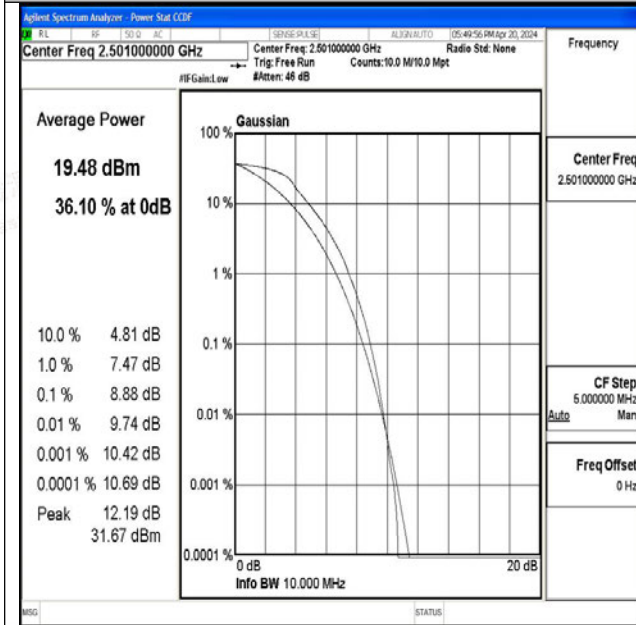 Agilent Spectrum Analyzer - Power Stat CCDF
RL RF 50 Ω AC SENSE:PULSE ALIGNAUTO 05:49:56 PM Apr 20, 2024
Center Freq 2.501000000 GHz
Center Freq: 2.501000000 GHz Radio Std: None
Trig: Free Run Counts:10.0 M/10.0 Mpt
#IFGain:Low #Atten: 46 dB
Frequency
Average Power
19.48 dBm
36.10 % at 0dB
10.0 % 4.81 dB
1.0 % 7.47 dB
0.1 % 8.88 dB
0.01 % 9.74 dB
0.001 % 10.42 dB
0.0001 % 10.69 dB
Peak 12.19 dB
31.67 dBm
Gaussian
100 %
10 %
1 %
0.1 %
0.01 %
0.001 %
0.0001 %
0 dB 20 dB
Info BW 10.000 MHz
Center Freq
2.501000000 GHz
CF Step
5.000000 MHz
Auto Man
Freq Offset
0 Hz
MSG STATUS